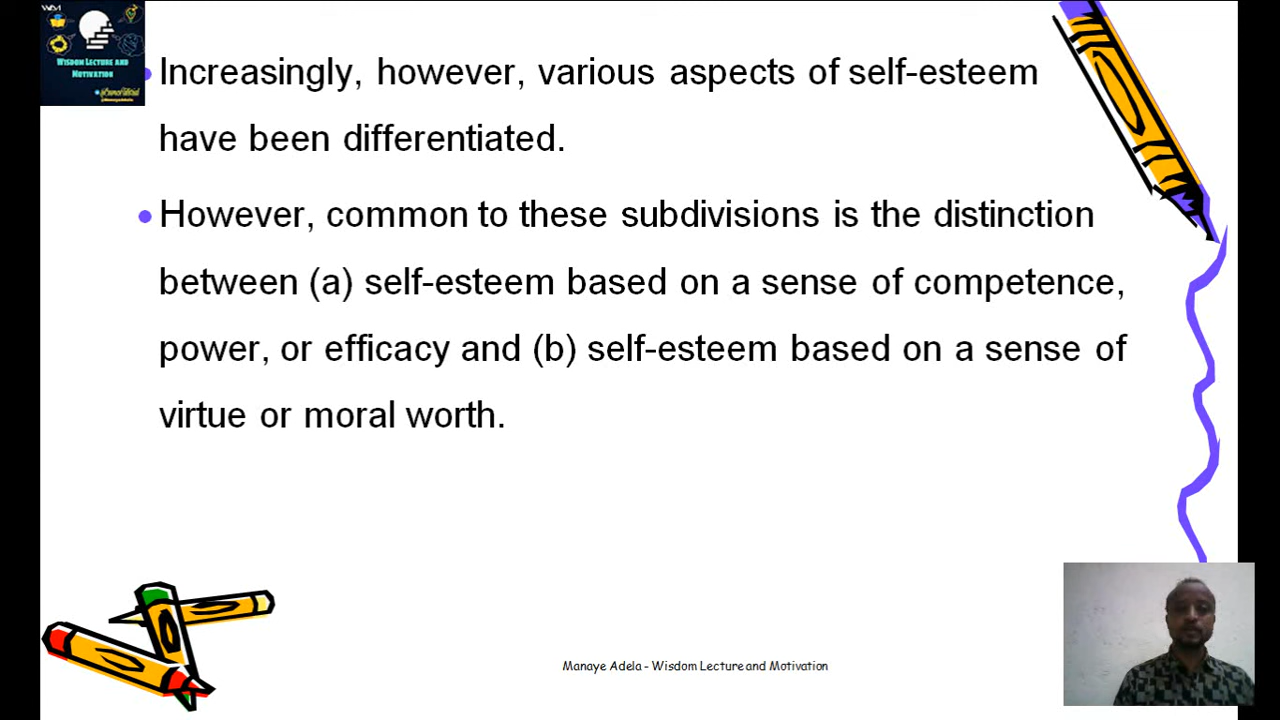 WLM
Wisdom Lecture and
Motivation
Increasingly, however, various aspects of self-esteem
have been differentiated.
However, common to these subdivisions is the distinction
between (a) self-esteem based on a sense of competence,
power, or efficacy and (b) self-esteem based on a sense of
virtue or moral worth.
Manaye Adela - Wisdom Lecture and Motivation